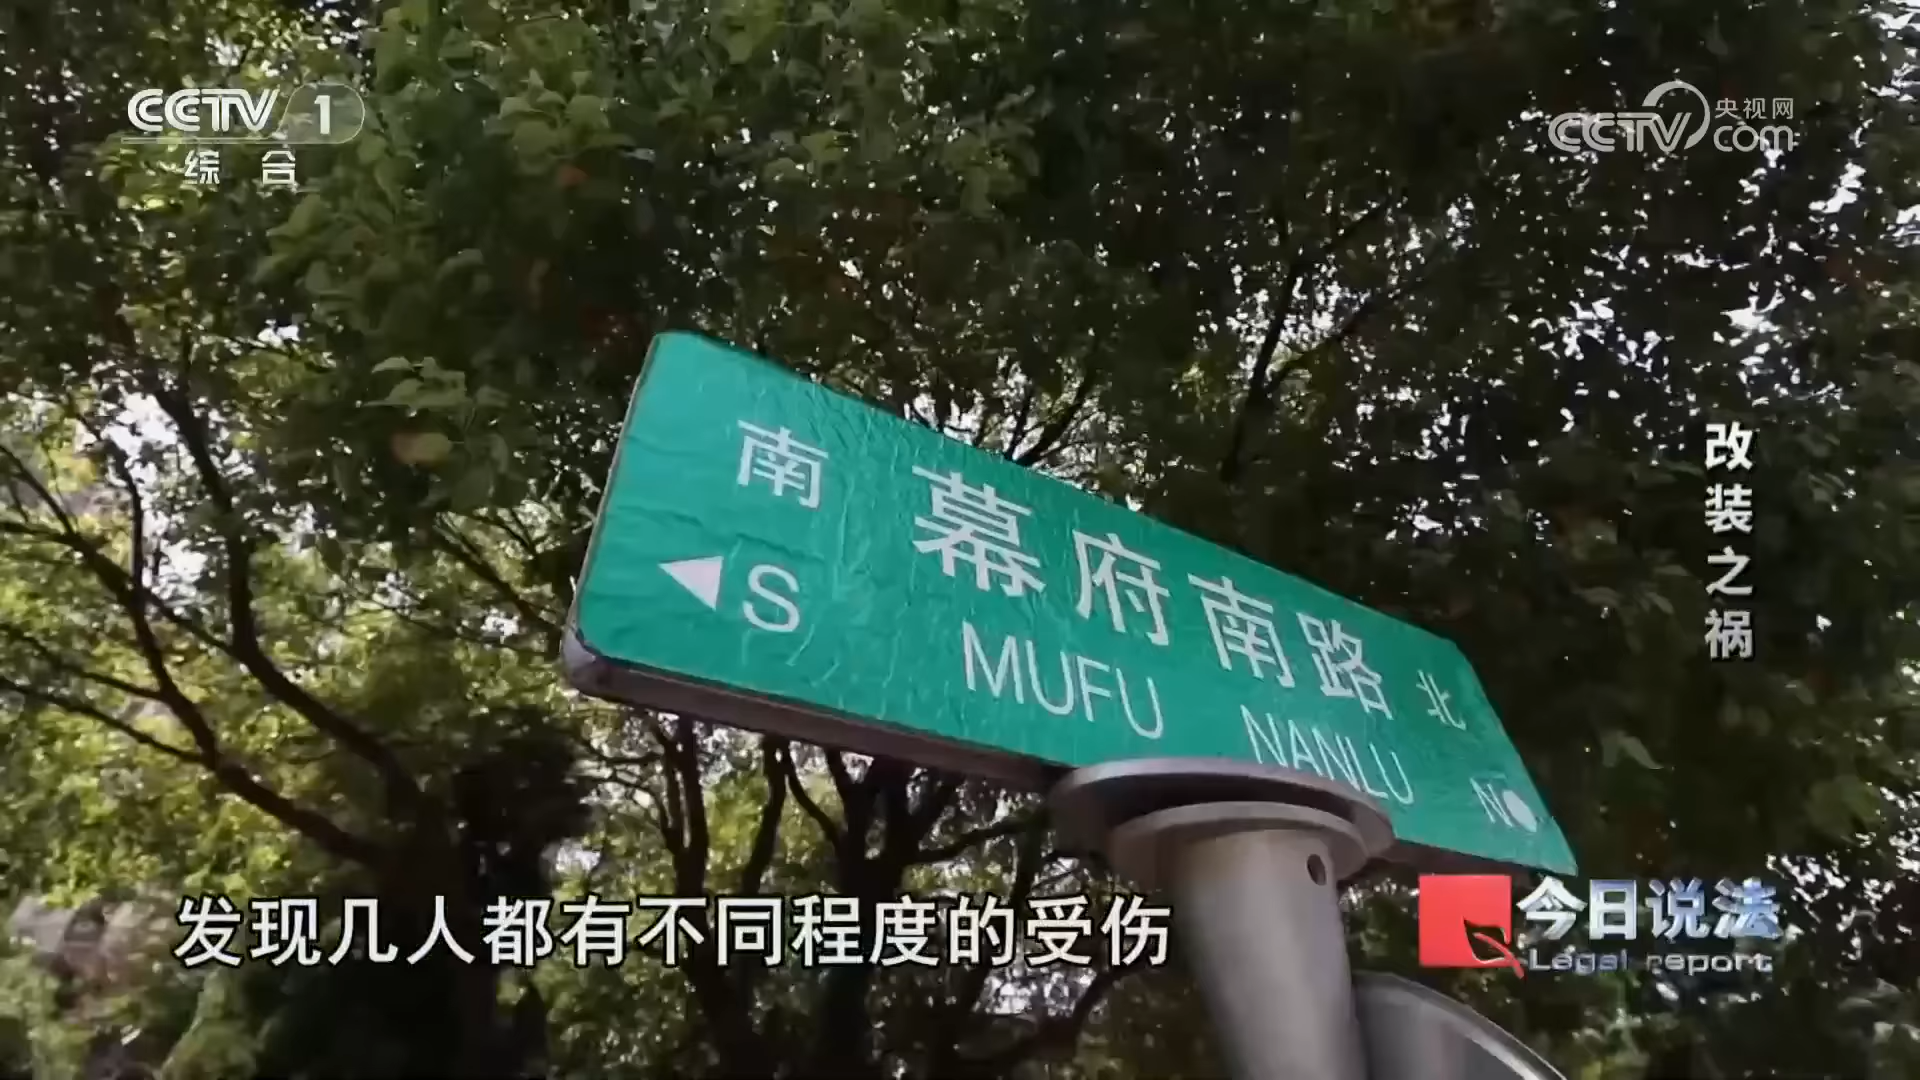 CCTV 1
综合
央视网
CCTV.com
改装之祸
南 幕府南路 北
S MUFU NANLU N
发现几人都有不同程度的受伤
今日说法
Legal report